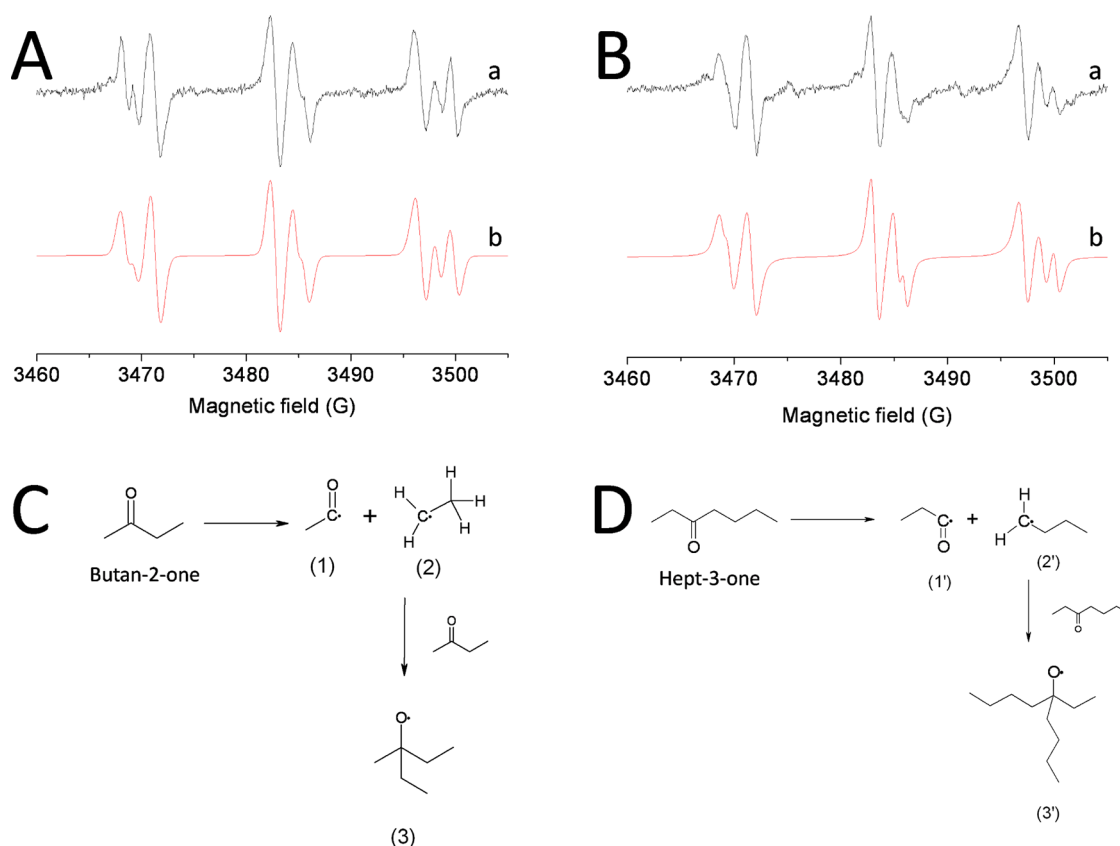 A
a
b
3460 3470 3480 3490 3500
Magnetic field (G)
B
a
b
3460 3470 3480 3490 3500
Magnetic field (G)
C
O
Butan-2-one
O
C•
(1)
+
H
H
C•
H
H
H
(2)
O
O•
(3)
D
O
Hept-3-one
C•
O
(1')
+
H
C•
H
(2')
O
O•
(3')